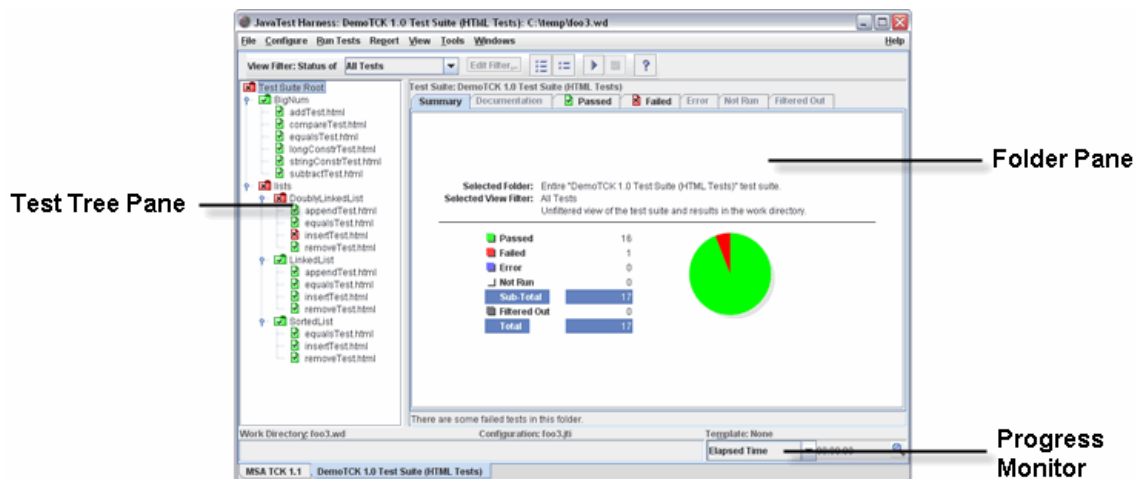 JavaTest Harness: DemoTCK 1.0 Test Suite (HTML Tests): C:\temp\foo3.wd
File Configure Run Tests Report View Tools Windows Help
View Filter: Status of All Tests Edit Filter... ?
Test Suite Root
BigNum
addTest.html
compareTest.html
equalsTest.html
longConstrTest.html
stringConstrTest.html
subtractTest.html
lists
DoublyLinkedList
appendTest.html
equalsTest.html
insertTest.html
removeTest.html
LinkedList
appendTest.html
equalsTest.html
insertTest.html
removeTest.html
SortedList
equalsTest.html
insertTest.html
removeTest.html
Test Suite: DemoTCK 1.0 Test Suite (HTML Tests)
Summary Documentation Passed Failed Error Not Run Filtered Out
Selected Folder: Entire "DemoTCK 1.0 Test Suite (HTML Tests)" test suite.
Selected View Filter: All Tests
Unfiltered view of the test suite and results in the work directory.
Passed 16
Failed 1
Error 0
Not Run 0
Sub-Total 17
Filtered Out 0
Total 17
There are some failed tests in this folder.
Work Directory: foo3.wd Configuration: foo3.jti Template: None
Elapsed Time
MSA TCK 1.1 DemoTCK 1.0 Test Suite (HTML Tests)
Test Tree Pane
Folder Pane
Progress
Monitor